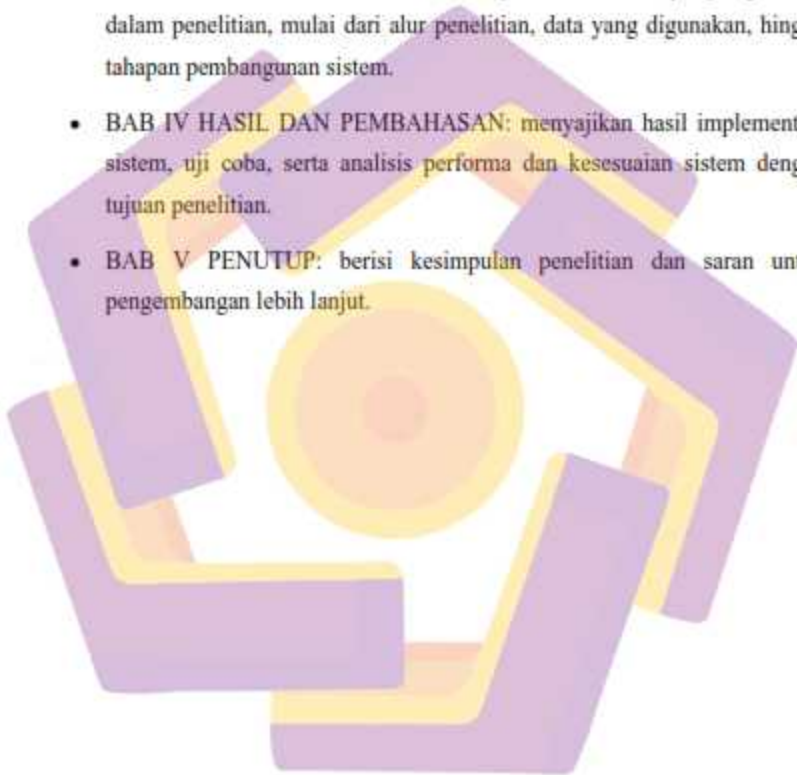 dalam penelitian, mulai dari alur penelitian, data yang digunakan, hing
tahapan pembangunan sistem.
• BAB IV HASIL DAN PEMBAHASAN: menyajikan hasil implement
sistem, uji coba, serta analisis performa dan kesesuaian sistem deng
tujuan penelitian.
• BAB V PENUTUP: berisi kesimpulan penelitian dan saran unt
pengembangan lebih lanjut.